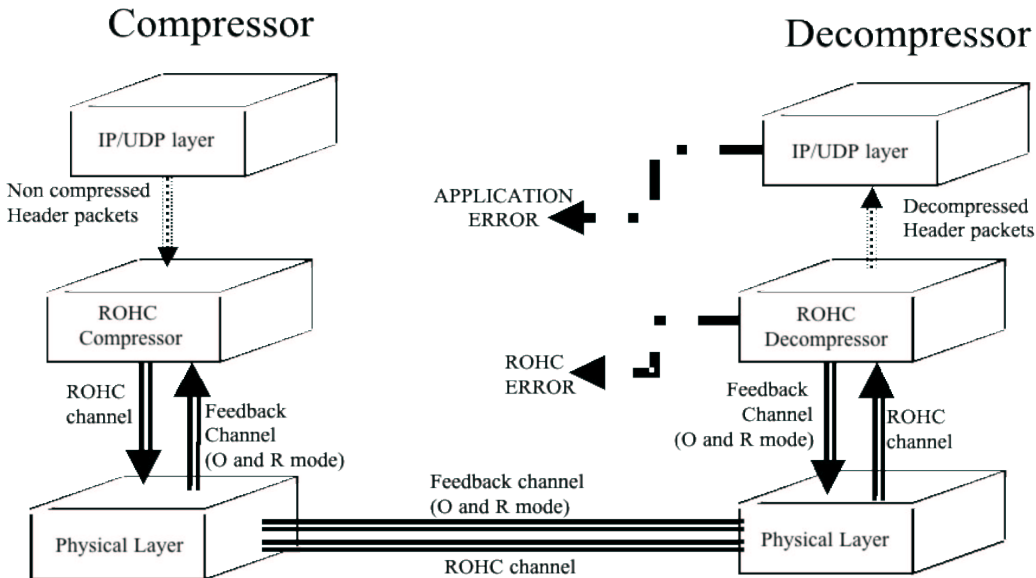 Compressor
Decompressor
IP/UDP layer
IP/UDP layer
Non compressed
Header packets
APPLICATION
ERROR
Decompressed
Header packets
ROHC
Compressor
ROHC
Decompressor
ROHC
ERROR
ROHC
channel
Feedback
Channel
(O and R mode)
Feedback
Channel
(O and R mode)
ROHC
channel
Physical Layer
Feedback channel
(O and R mode)
ROHC channel
Physical Layer